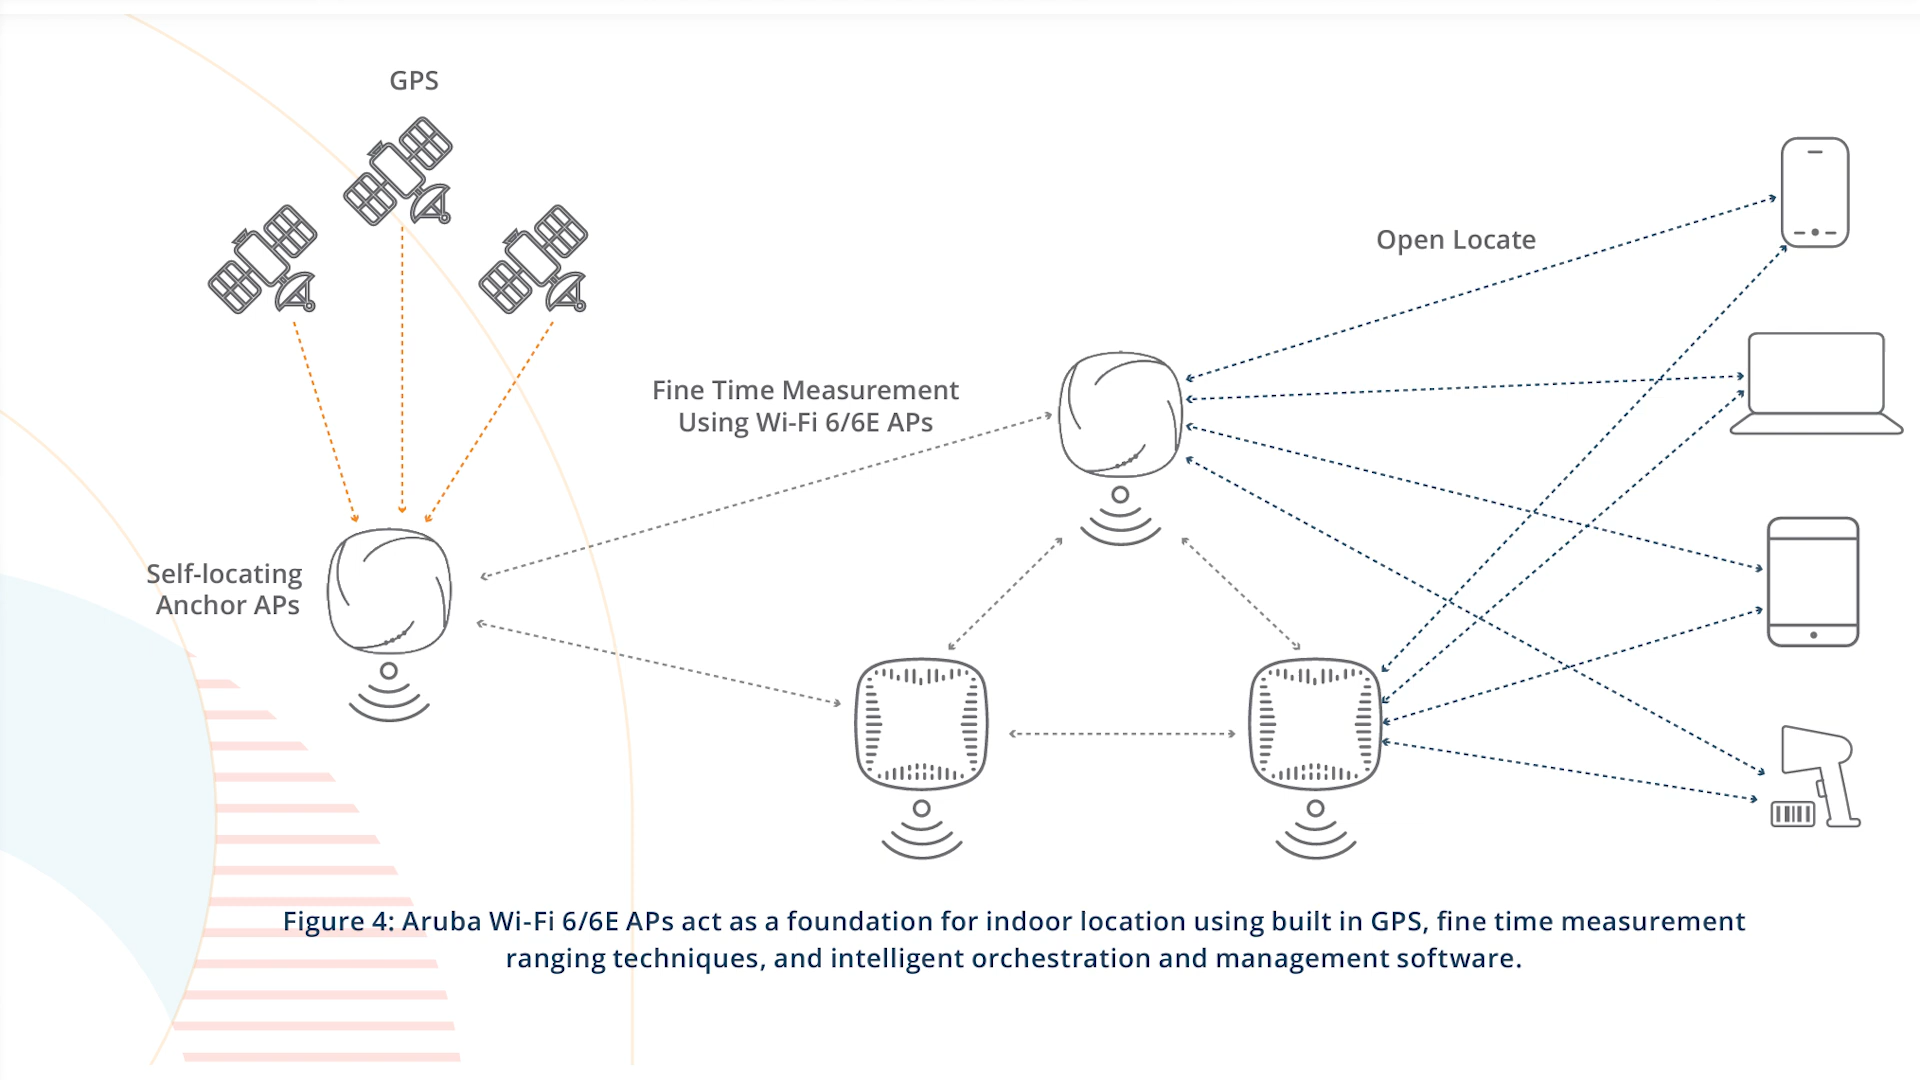 GPS
Open Locate
Fine Time Measurement
Using Wi-Fi 6/6E APs
Self-locating
Anchor APs
Figure 4: Aruba Wi-Fi 6/6E APs act as a foundation for indoor location using built in GPS, fine time measurement
ranging techniques, and intelligent orchestration and management software.